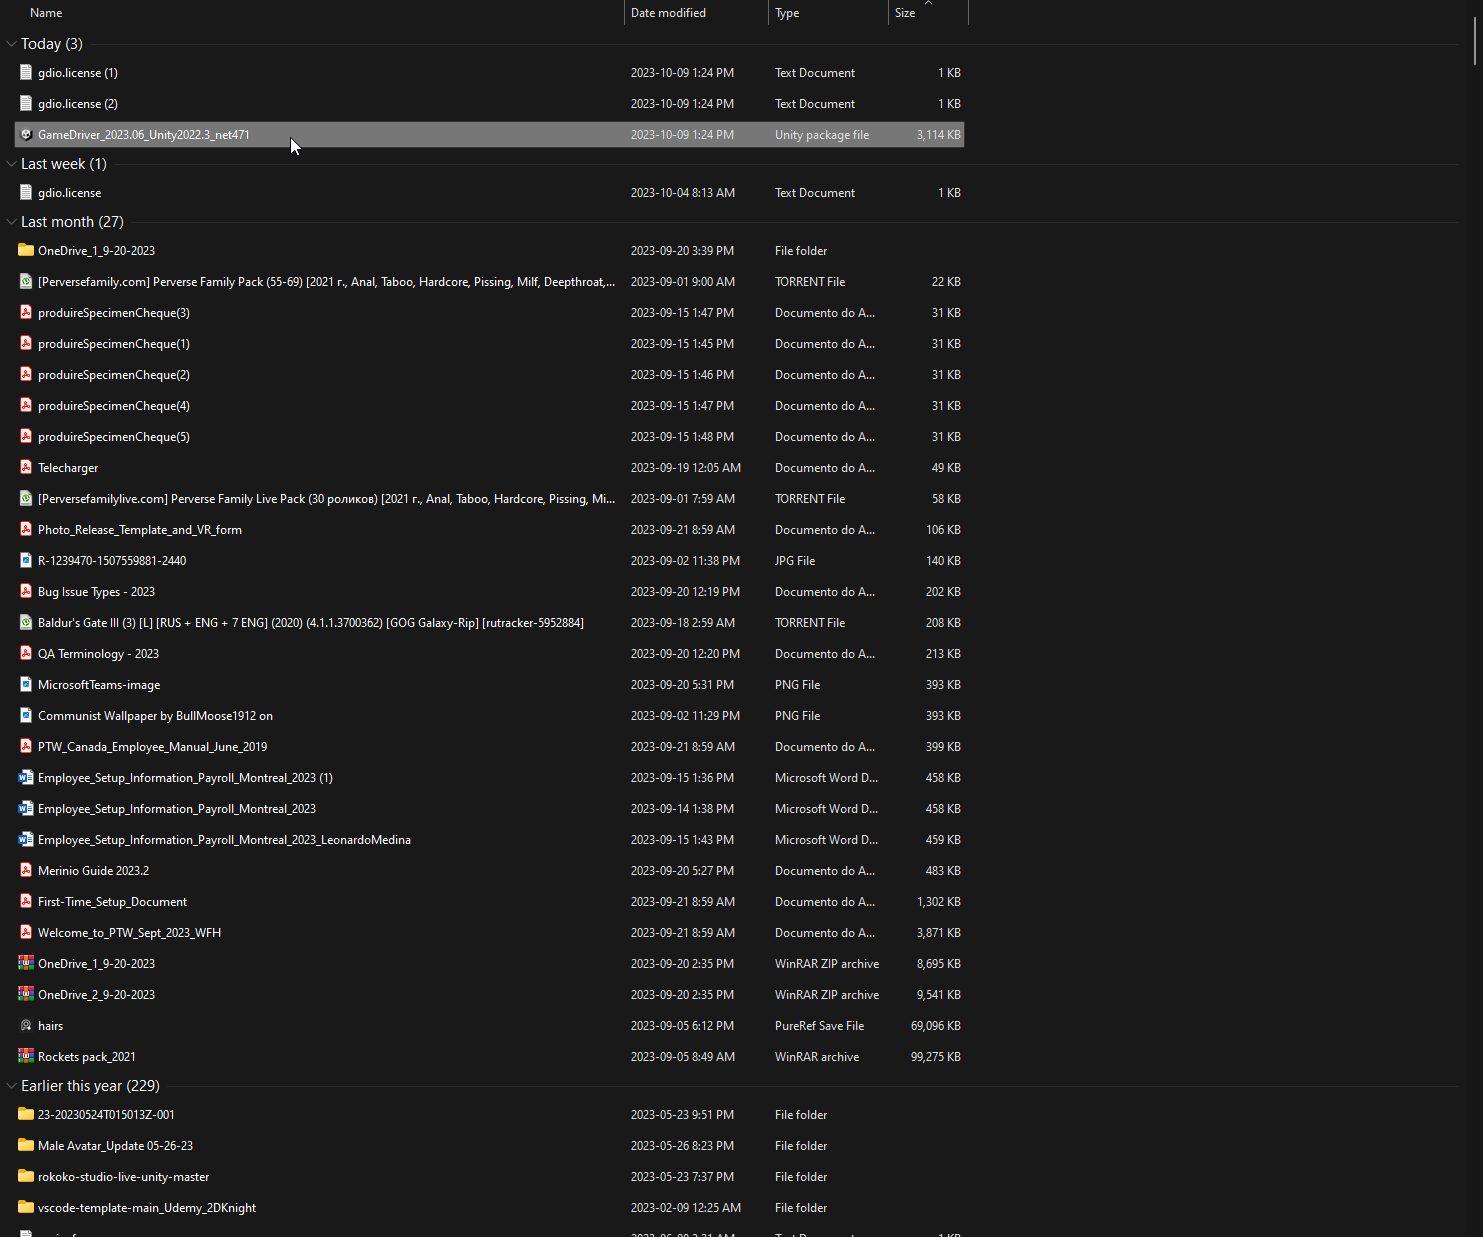 Name Date modified Type Size
Today (3)
gdio.license (1) 2023-10-09 1:24 PM Text Document 1 KB
gdio.license (2) 2023-10-09 1:24 PM Text Document 1 KB
GameDriver_2023.06_Unity2022.3_net471 2023-10-09 1:24 PM Unity package file 3,114 KB
Last week (1)
gdio.license 2023-10-04 8:13 AM Text Document 1 KB
Last month (27)
OneDrive_1_9-20-2023 2023-09-20 3:39 PM File folder
[Perversefamily.com] Perverse Family Pack (55-69) [2021 г., Anal, Taboo, Hardcore, Pissing, Milf, Deepthroat,... 2023-09-01 9:00 AM TORRENT File 22 KB
produireSpecimenCheque(3) 2023-09-15 1:47 PM Documento do A... 31 KB
produireSpecimenCheque(1) 2023-09-15 1:45 PM Documento do A... 31 KB
produireSpecimenCheque(2) 2023-09-15 1:46 PM Documento do A... 31 KB
produireSpecimenCheque(4) 2023-09-15 1:47 PM Documento do A... 31 KB
produireSpecimenCheque(5) 2023-09-15 1:48 PM Documento do A... 31 KB
Telecharger 2023-09-19 12:05 AM Documento do A... 49 KB
[Perversefamilylive.com] Perverse Family Live Pack (30 роликов) [2021 г., Anal, Taboo, Hardcore, Pissing, Mi... 2023-09-01 7:59 AM TORRENT File 58 KB
Photo_Release_Template_and_VR_form 2023-09-21 8:59 AM Documento do A... 106 KB
R-1239470-1507559881-2440 2023-09-02 11:38 PM JPG File 140 KB
Bug Issue Types - 2023 2023-09-20 12:19 PM Documento do A... 202 KB
Baldur's Gate III (3) [L] [RUS + ENG + 7 ENG] (2020) (4.1.1.3700362) [GOG Galaxy-Rip] [rutracker-5952884] 2023-09-18 2:59 AM TORRENT File 208 KB
QA Terminology - 2023 2023-09-20 12:20 PM Documento do A... 213 KB
MicrosoftTeams-image 2023-09-20 5:31 PM PNG File 393 KB
Communist Wallpaper by BullMoose1912 on 2023-09-02 11:29 PM PNG File 393 KB
PTW_Canada_Employee_Manual_June_2019 2023-09-21 8:59 AM Documento do A... 399 KB
Employee_Setup_Information_Payroll_Montreal_2023 (1) 2023-09-15 1:36 PM Microsoft Word D... 458 KB
Employee_Setup_Information_Payroll_Montreal_2023 2023-09-14 1:38 PM Microsoft Word D... 458 KB
Employee_Setup_Information_Payroll_Montreal_2023_LeonardoMedina 2023-09-15 1:43 PM Microsoft Word D... 459 KB
Merinio Guide 2023.2 2023-09-20 5:27 PM Documento do A... 483 KB
First-Time_Setup_Document 2023-09-21 8:59 AM Documento do A... 1,302 KB
Welcome_to_PTW_Sept_2023_WFH 2023-09-21 8:59 AM Documento do A... 3,871 KB
OneDrive_1_9-20-2023 2023-09-20 2:35 PM WinRAR ZIP archive 8,695 KB
OneDrive_2_9-20-2023 2023-09-20 2:35 PM WinRAR ZIP archive 9,541 KB
hairs 2023-09-05 6:12 PM PureRef Save File 69,096 KB
Rockets pack_2021 2023-09-05 8:49 AM WinRAR archive 99,275 KB
Earlier this year (229)
23-20230524T015013Z-001 2023-05-23 9:51 PM File folder
Male Avatar_Update 05-26-23 2023-05-26 8:23 PM File folder
rokoko-studio-live-unity-master 2023-05-23 7:37 PM File folder
vscode-template-main_Udemy_2DKnight 2023-02-09 12:25 AM File folder